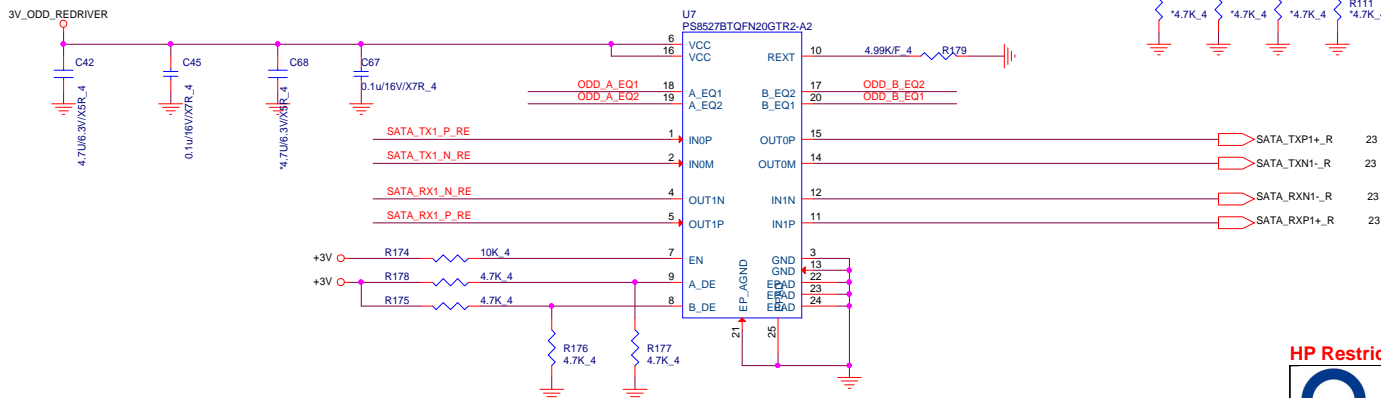 3V_ODD_REDRIVER
U7
PS8527BTQFN20GTR2-A2
R111
*4.7K_4 *4.7K_4 *4.7K_4 *4.7K_
C42
4.7U/6.3V/X5R_4
C45
0.1u/16V/X7R_4
C68
*4.7U/6.3V/X5R_4
C67
0.1u/16V/X7R_4
6 VCC
16 VCC
REXT 10 4.99K/F_4 R179
ODD_A_EQ1 18 A_EQ1
ODD_A_EQ2 19 A_EQ2
B_EQ2 17 ODD_B_EQ2
B_EQ1 20 ODD_B_EQ1
SATA_TX1_P_RE 1 IN0P OUT0P 15 SATA_TXP1+_R 23
SATA_TX1_N_RE 2 IN0M OUT0M 14 SATA_TXN1-_R 23
SATA_RX1_N_RE 4 OUT1N IN1N 12 SATA_RXN1-_R 23
SATA_RX1_P_RE 5 OUT1P IN1P 11 SATA_RXP1+_R 23
+3V R174 10K_4 7 EN GND 3
GND 13
+3V R178 4.7K_4 9 A_DE EPAD 22
EPAD 23
R175 4.7K_4 8 B_DE EPAD 24
EP_AGND
21
25
R176
4.7K_4
R177
4.7K_4
HP Restric